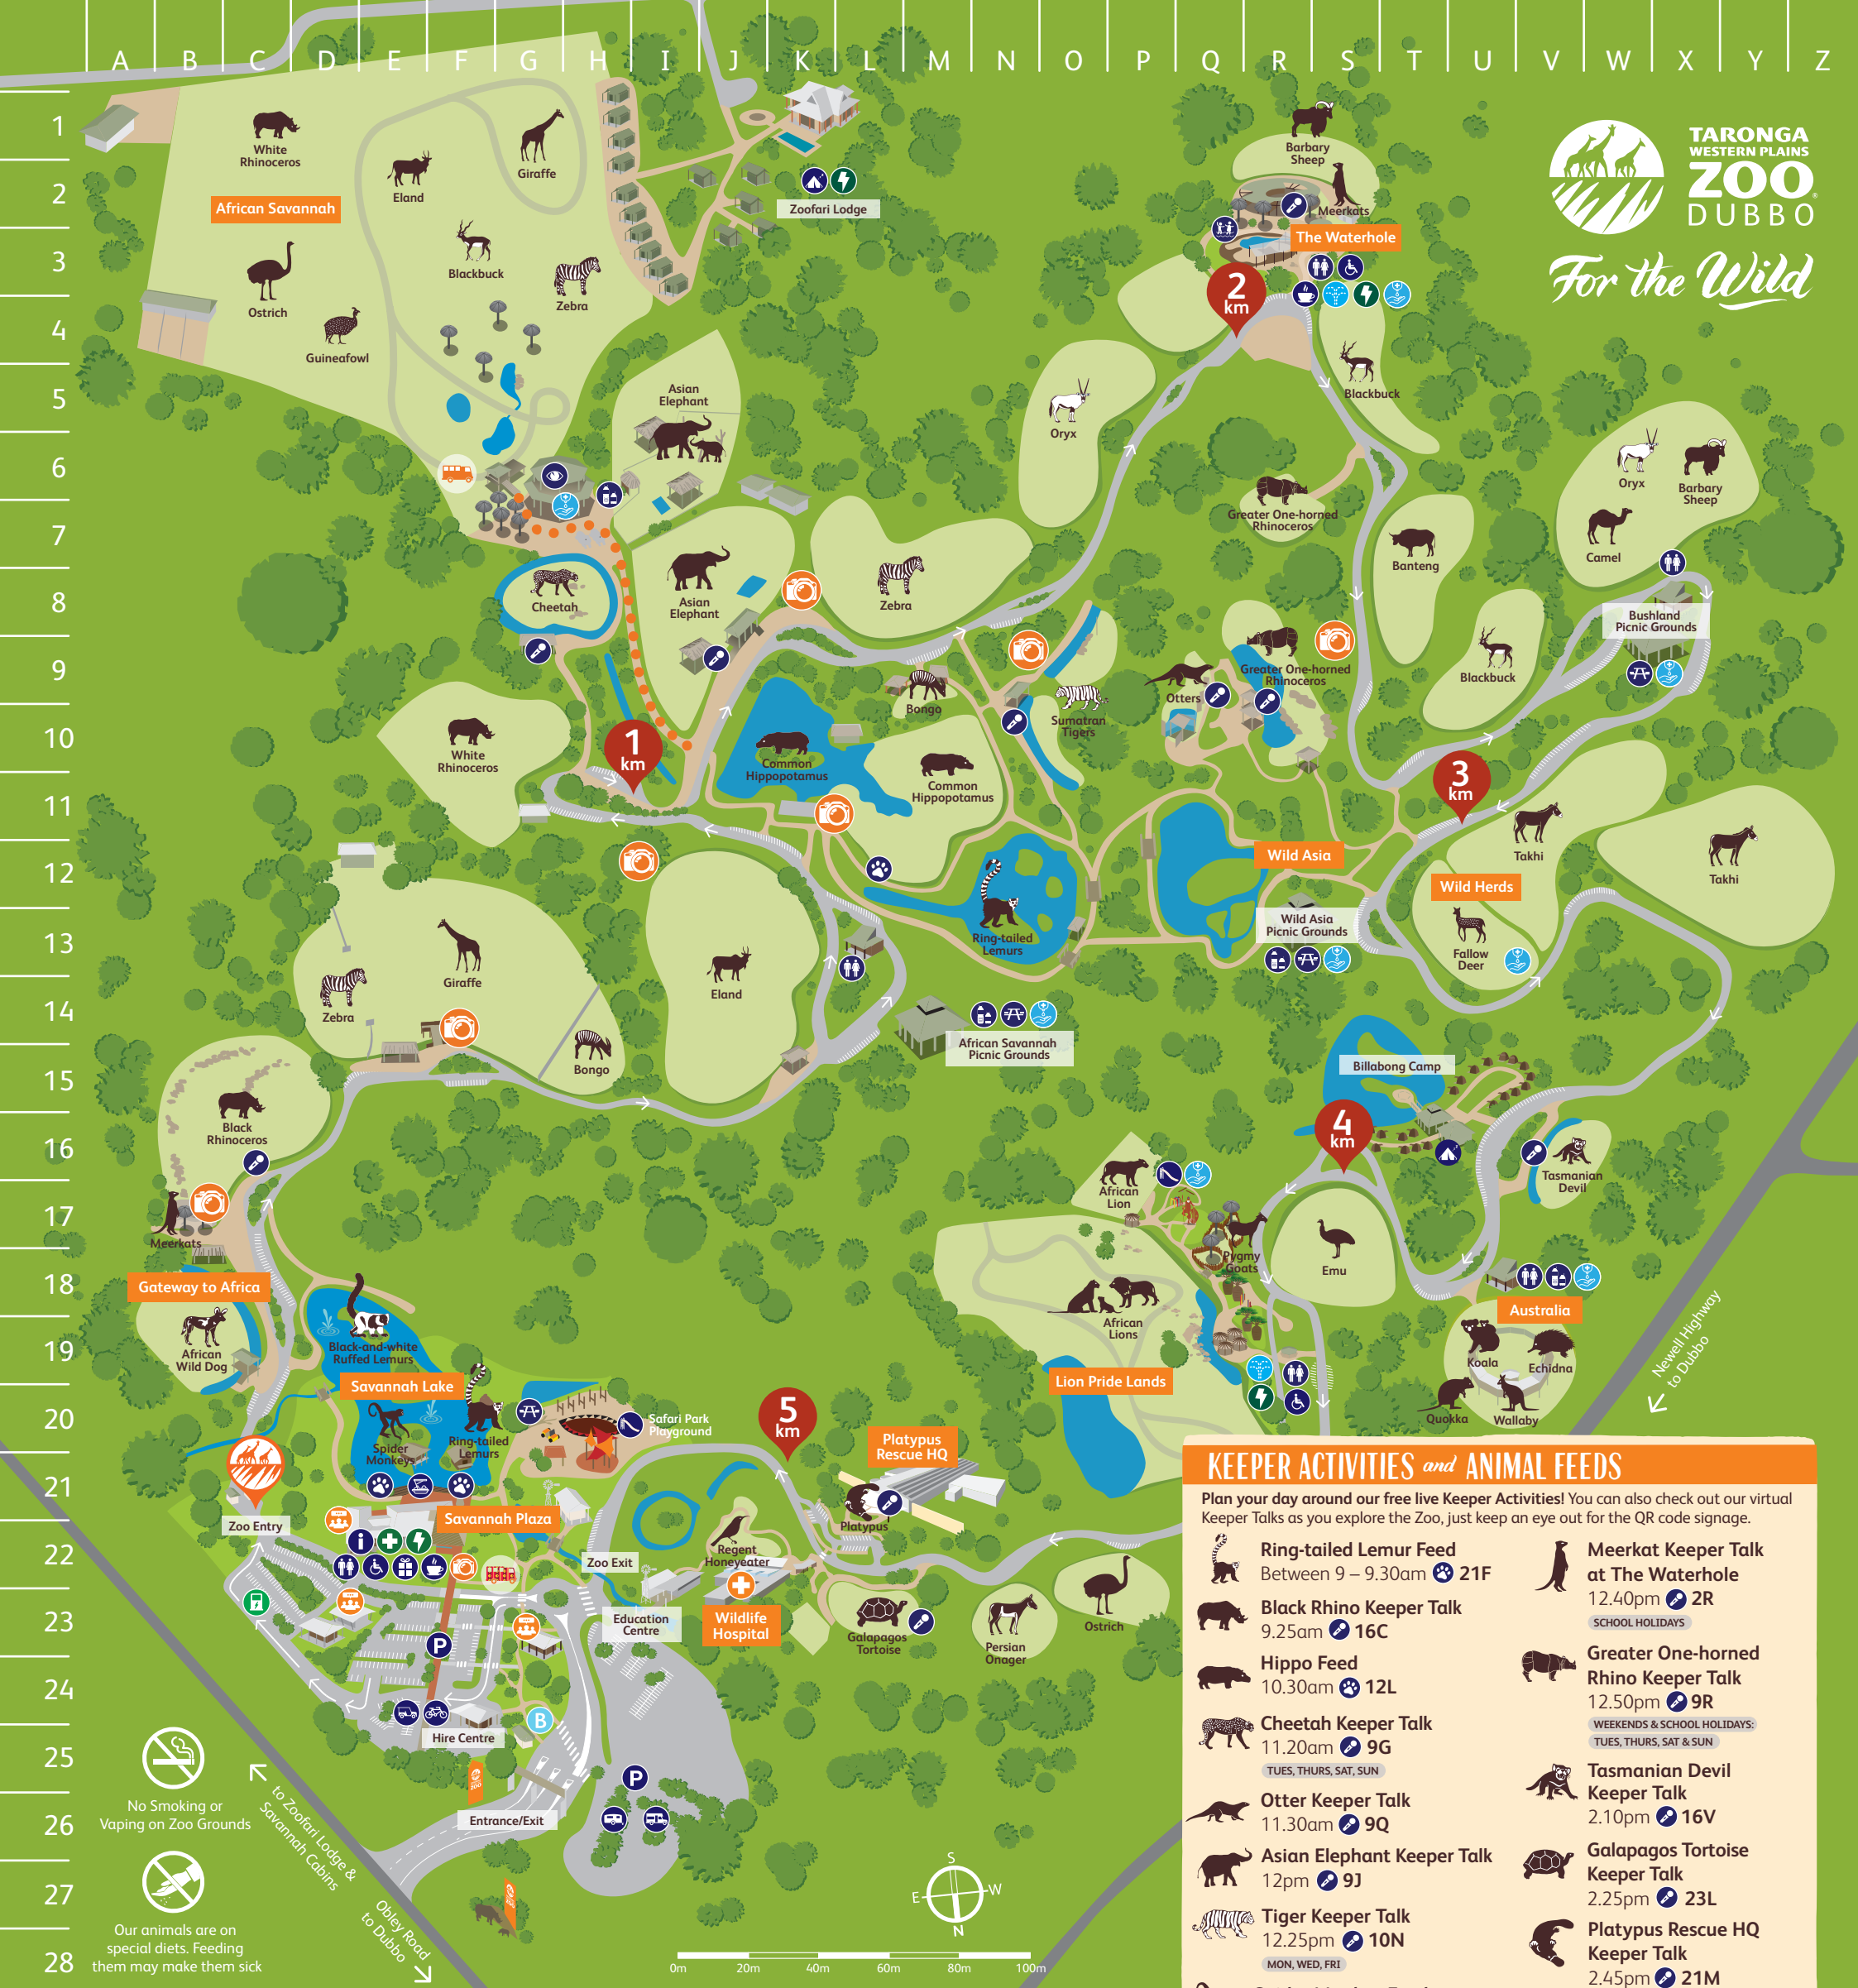 A B C D E F G H I J K L M N O P Q R S T U V W X Y Z
1
2
3
4
5
6
7
8
9
10
11
12
13
14
15
16
17
18
19
20
21
22
23
24
25
26
27
28
TARONGA
WESTERN PLAINS
ZOO
DUBBO
For the Wild
White
Rhinoceros
Eland
Giraffe
African Savannah
Blackbuck
Ostrich
Zebra
Guineafowl
Zoofari Lodge
Barbary
Sheep
Meerkats
The Waterhole
2
km
Blackbuck
Asian
Elephant
Oryx
Oryx
Barbary
Sheep
Camel
Greater One-horned
Rhinoceros
Banteng
Cheetah
Asian
Elephant
Zebra
Bushland
Picnic Grounds
Blackbuck
Greater One-horned
Rhinoceros
Otters
Bongo
Sumatran
Tigers
White
Rhinoceros
1
km
Common
Hippopotamus
Common
Hippopotamus
3
km
Takhi
Takhi
Wild Asia
Wild Herds
Wild Asia
Picnic Grounds
Fallow
Deer
Ring-tailed
Lemurs
Giraffe
Zebra
Eland
Bongo
African Savannah
Picnic Grounds
Billabong Camp
Black
Rhinoceros
4
km
Tasmanian
Devil
African
Lion
Meerkats
Pygmy
Goats
Emu
Gateway to Africa
African
Wild Dog
Black-and-white
Ruffed Lemurs
African
Lions
Australia
Koala
Echidna
Quokka
Wallaby
Newell Highway
to Dubbo
Lion Pride Lands
Savannah Lake
Spider
Monkeys
Ring-tailed
Lemurs
Safari Park
Playground
5
km
Platypus
Rescue HQ
Platypus
Zoo Entry
Savannah Plaza
i
Zoo Exit
Regent
Honeyeater
Education
Centre
Wildlife
Hospital
Galapagos
Tortoise
Persian
Onager
Ostrich
P
Hire Centre
B
P
Entrance/Exit
No Smoking or
Vaping on Zoo Grounds
to Zoofari Lodge &
Savannah Cabins
Our animals are on
special diets. Feeding
them may make them sick
Obley Road
to Dubbo
S
E W
N
0m 20m 40m 60m 80m 100m
KEEPER ACTIVITIES and ANIMAL FEEDS
Plan your day around our free live Keeper Activities! You can also check out our virtual
Keeper Talks as you explore the Zoo, just keep an eye out for the QR code signage.
Ring-tailed Lemur Feed
Between 9 – 9.30am 21F
Black Rhino Keeper Talk
9.25am 16C
Hippo Feed
10.30am 12L
Cheetah Keeper Talk
11.20am 9G
TUES, THURS, SAT, SUN
Otter Keeper Talk
11.30am 9Q
Asian Elephant Keeper Talk
12pm 9J
Tiger Keeper Talk
12.25pm 10N
MON, WED, FRI
Meerkat Keeper Talk
at The Waterhole
12.40pm 2R
SCHOOL HOLIDAYS
Greater One-horned
Rhino Keeper Talk
12.50pm 9R
WEEKENDS & SCHOOL HOLIDAYS:
TUES, THURS, SAT & SUN
Tasmanian Devil
Keeper Talk
2.10pm 16V
Galapagos Tortoise
Keeper Talk
2.25pm 23L
Platypus Rescue HQ
Keeper Talk
2.45pm 21M